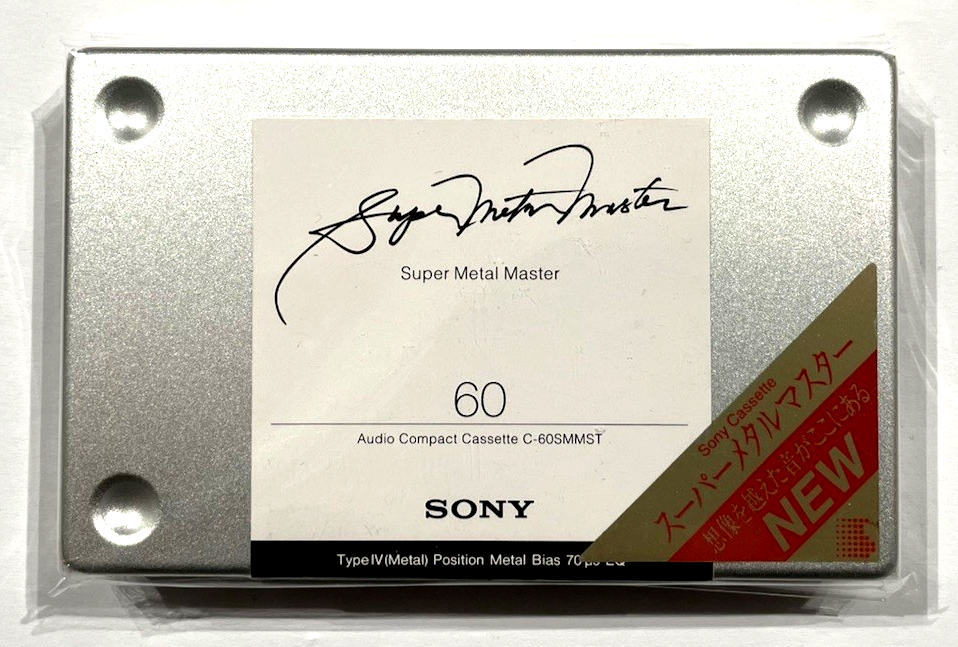 Super Metal Master
Super Metal Master
60
Audio Compact Cassette C-60SMMST
SONY
Type IV (Metal) Position Metal Bias 70μs EQ
Sony Cassette
スーパーメタルマスター
想像を越えた音がここにある
NEW